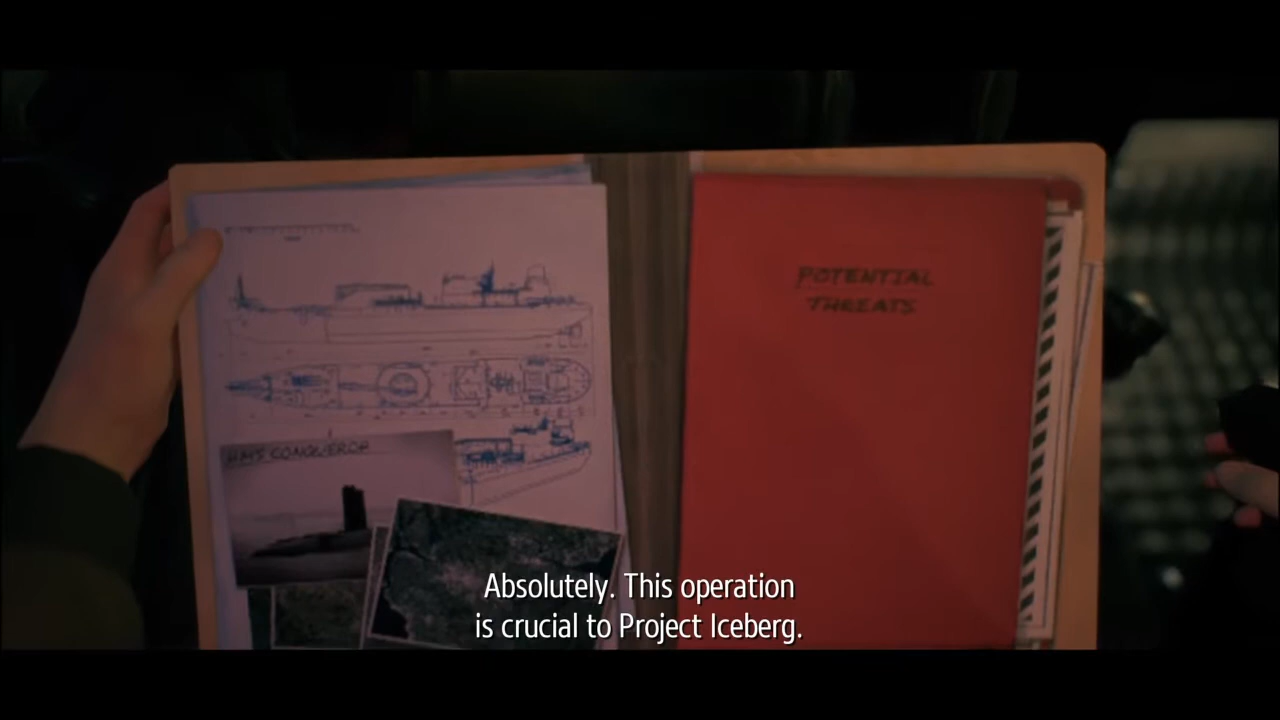 HMS CONQUEROR
POTENTIAL
THREATS
Absolutely. This operation
is crucial to Project Iceberg.